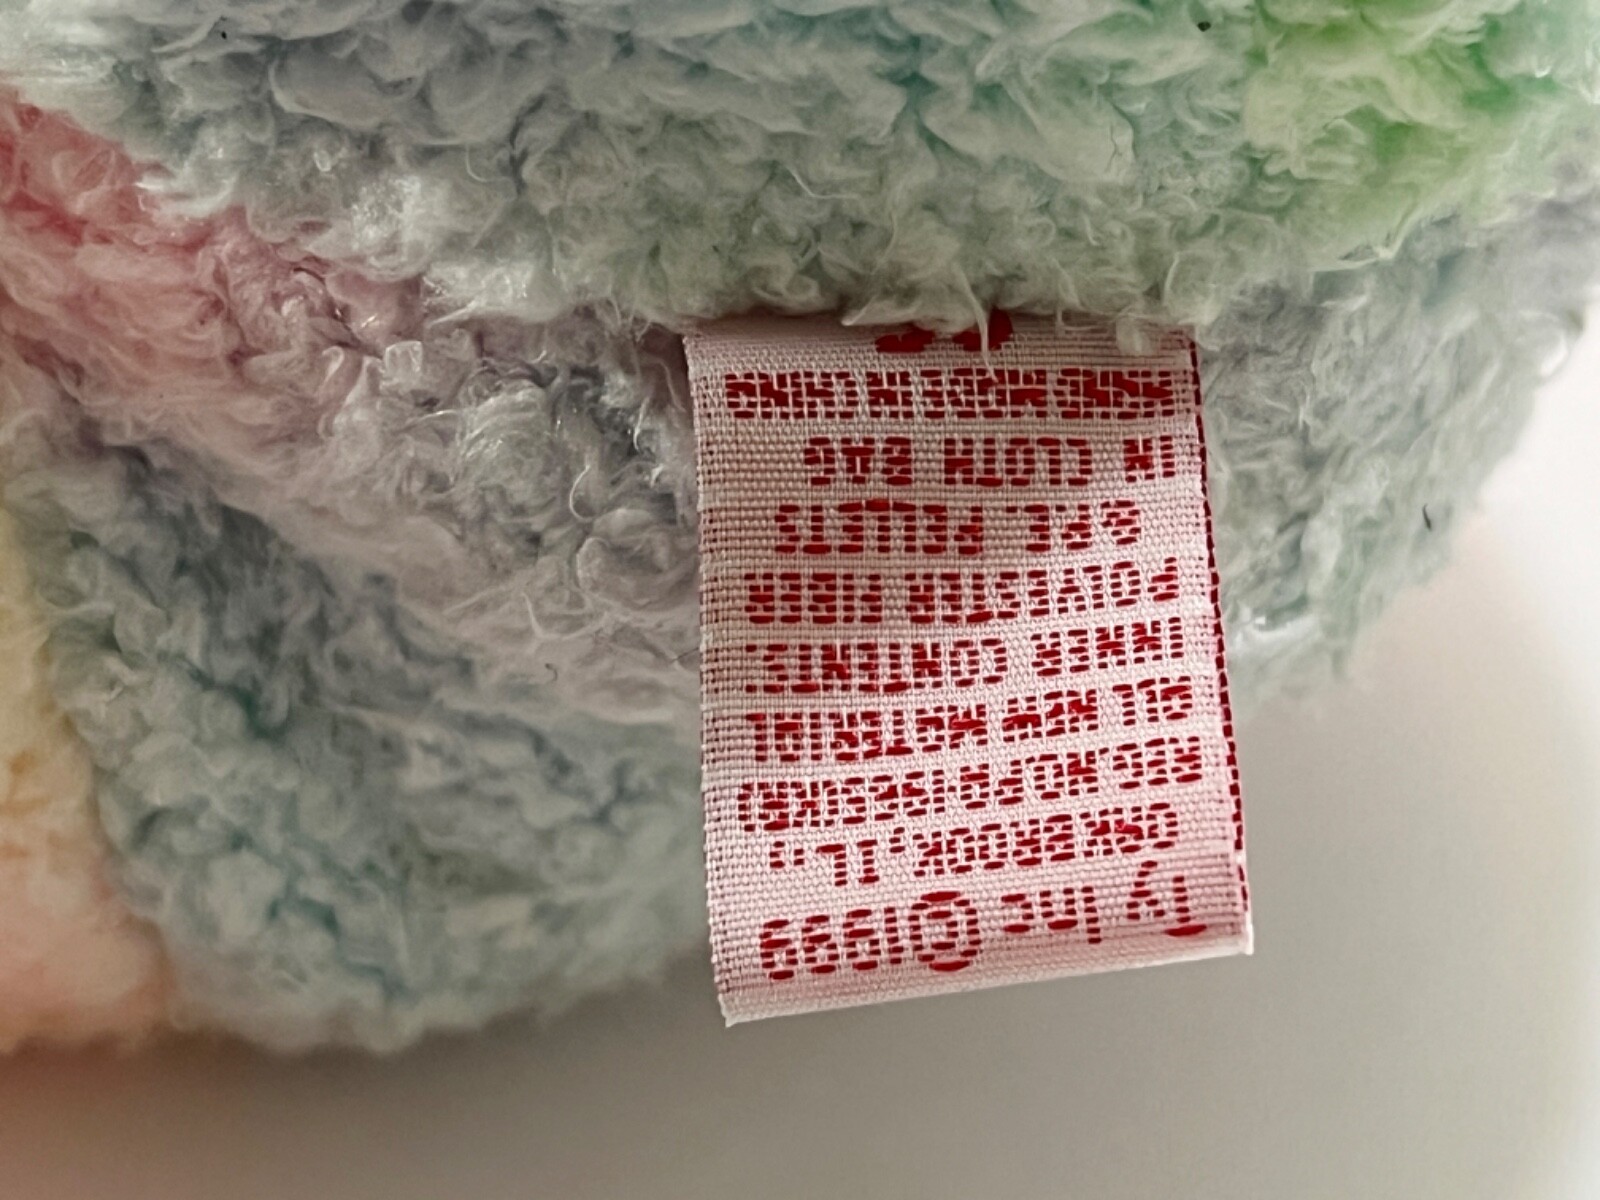 Ty Inc ©1999
OAKBROOK, IL.
REG. NO. PA 1965(KR)
ALL NEW MATERIAL
INNER CONTENTS:
POLYESTER FIBER
& P.E. PELLETS
IN CLOTH BAG
HAND MADE IN CHINA